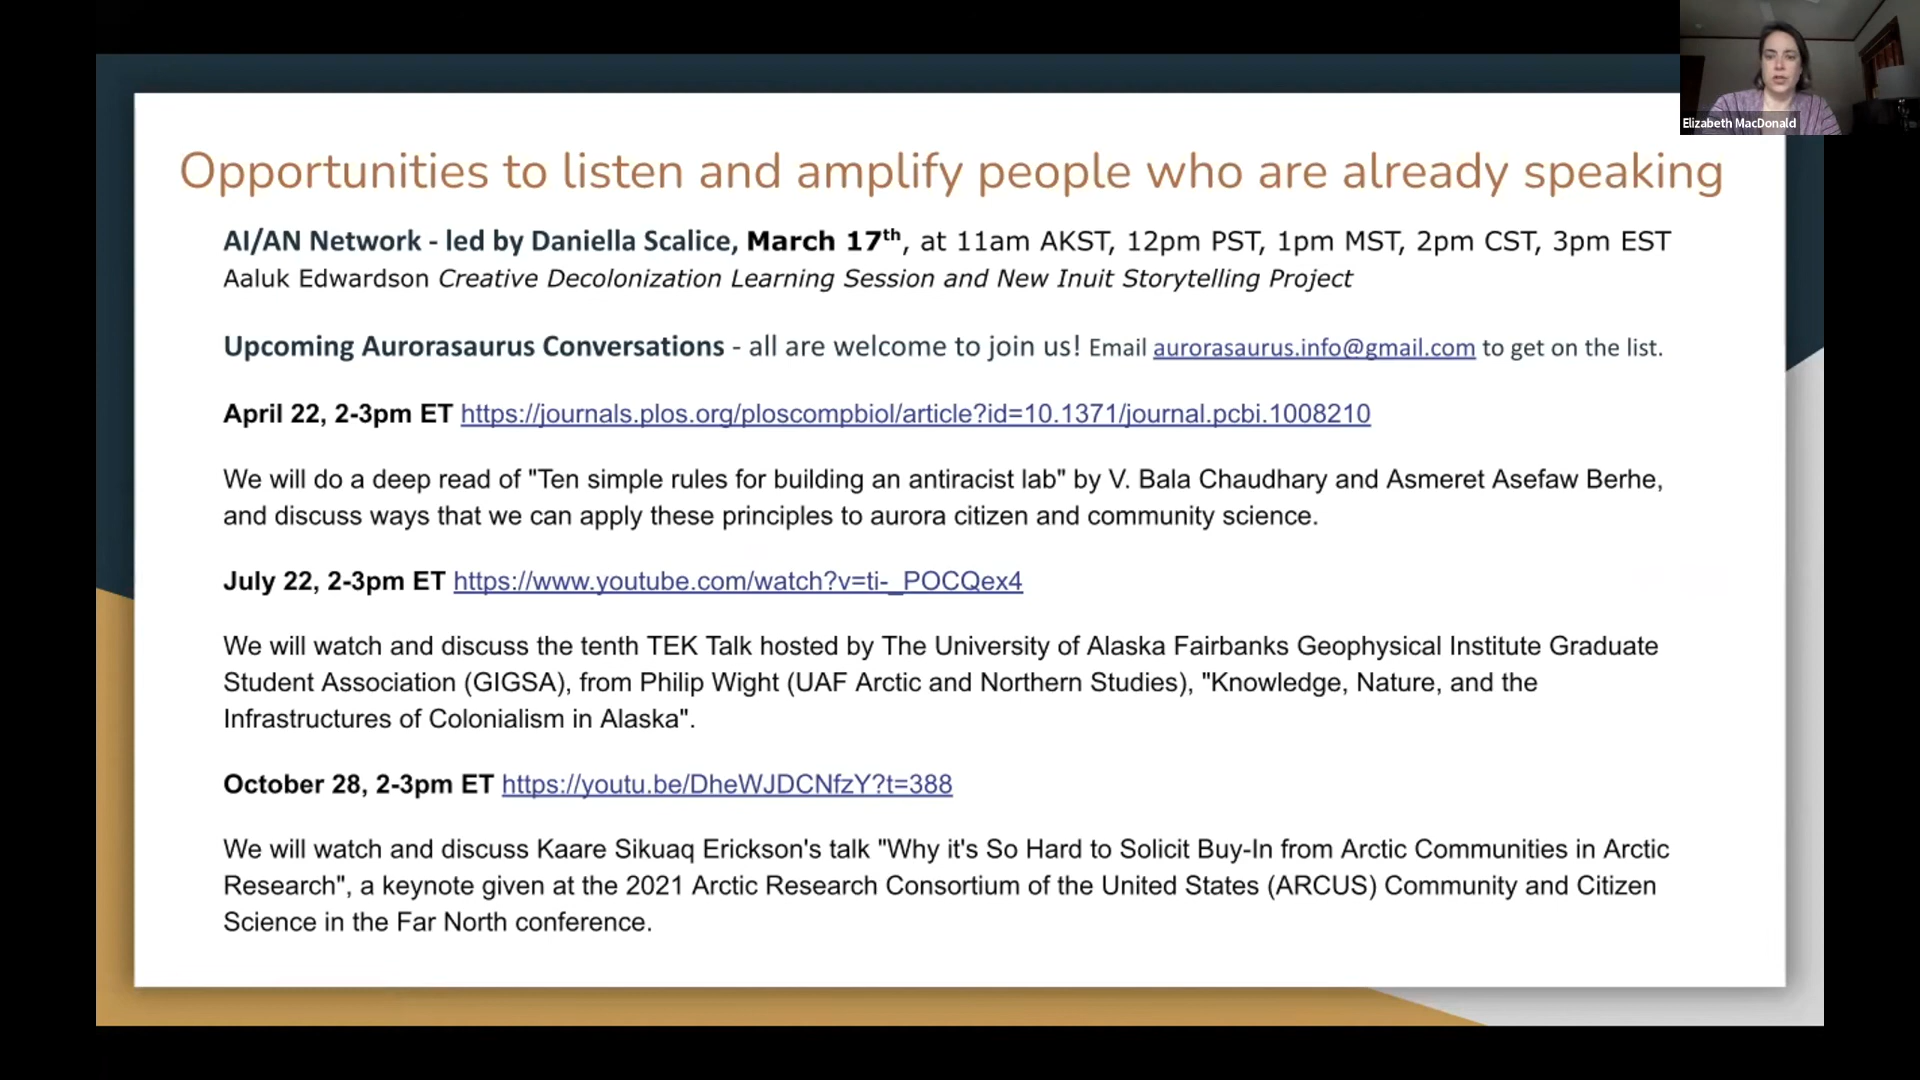 Elizabeth MacDonald
Opportunities to listen and amplify people who are already speaking
AI/AN Network - led by Daniella Scalice, March 17th, at 11am AKST, 12pm PST, 1pm MST, 2pm CST, 3pm EST
Aaluk Edwardson Creative Decolonization Learning Session and New Inuit Storytelling Project
Upcoming Aurorasaurus Conversations - all are welcome to join us! Email aurorasaurus.info@gmail.com to get on the list.
April 22, 2-3pm ET https://journals.plos.org/ploscompbiol/article?id=10.1371/journal.pcbi.1008210
We will do a deep read of "Ten simple rules for building an antiracist lab" by V. Bala Chaudhary and Asmeret Asefaw Berhe,
and discuss ways that we can apply these principles to aurora citizen and community science.
July 22, 2-3pm ET https://www.youtube.com/watch?v=ti-_POCQex4
We will watch and discuss the tenth TEK Talk hosted by The University of Alaska Fairbanks Geophysical Institute Graduate
Student Association (GIGSA), from Philip Wight (UAF Arctic and Northern Studies), "Knowledge, Nature, and the
Infrastructures of Colonialism in Alaska".
October 28, 2-3pm ET https://youtu.be/DheWJDCNfzY?t=388
We will watch and discuss Kaare Sikuaq Erickson's talk "Why it's So Hard to Solicit Buy-In from Arctic Communities in Arctic
Research", a keynote given at the 2021 Arctic Research Consortium of the United States (ARCUS) Community and Citizen
Science in the Far North conference.